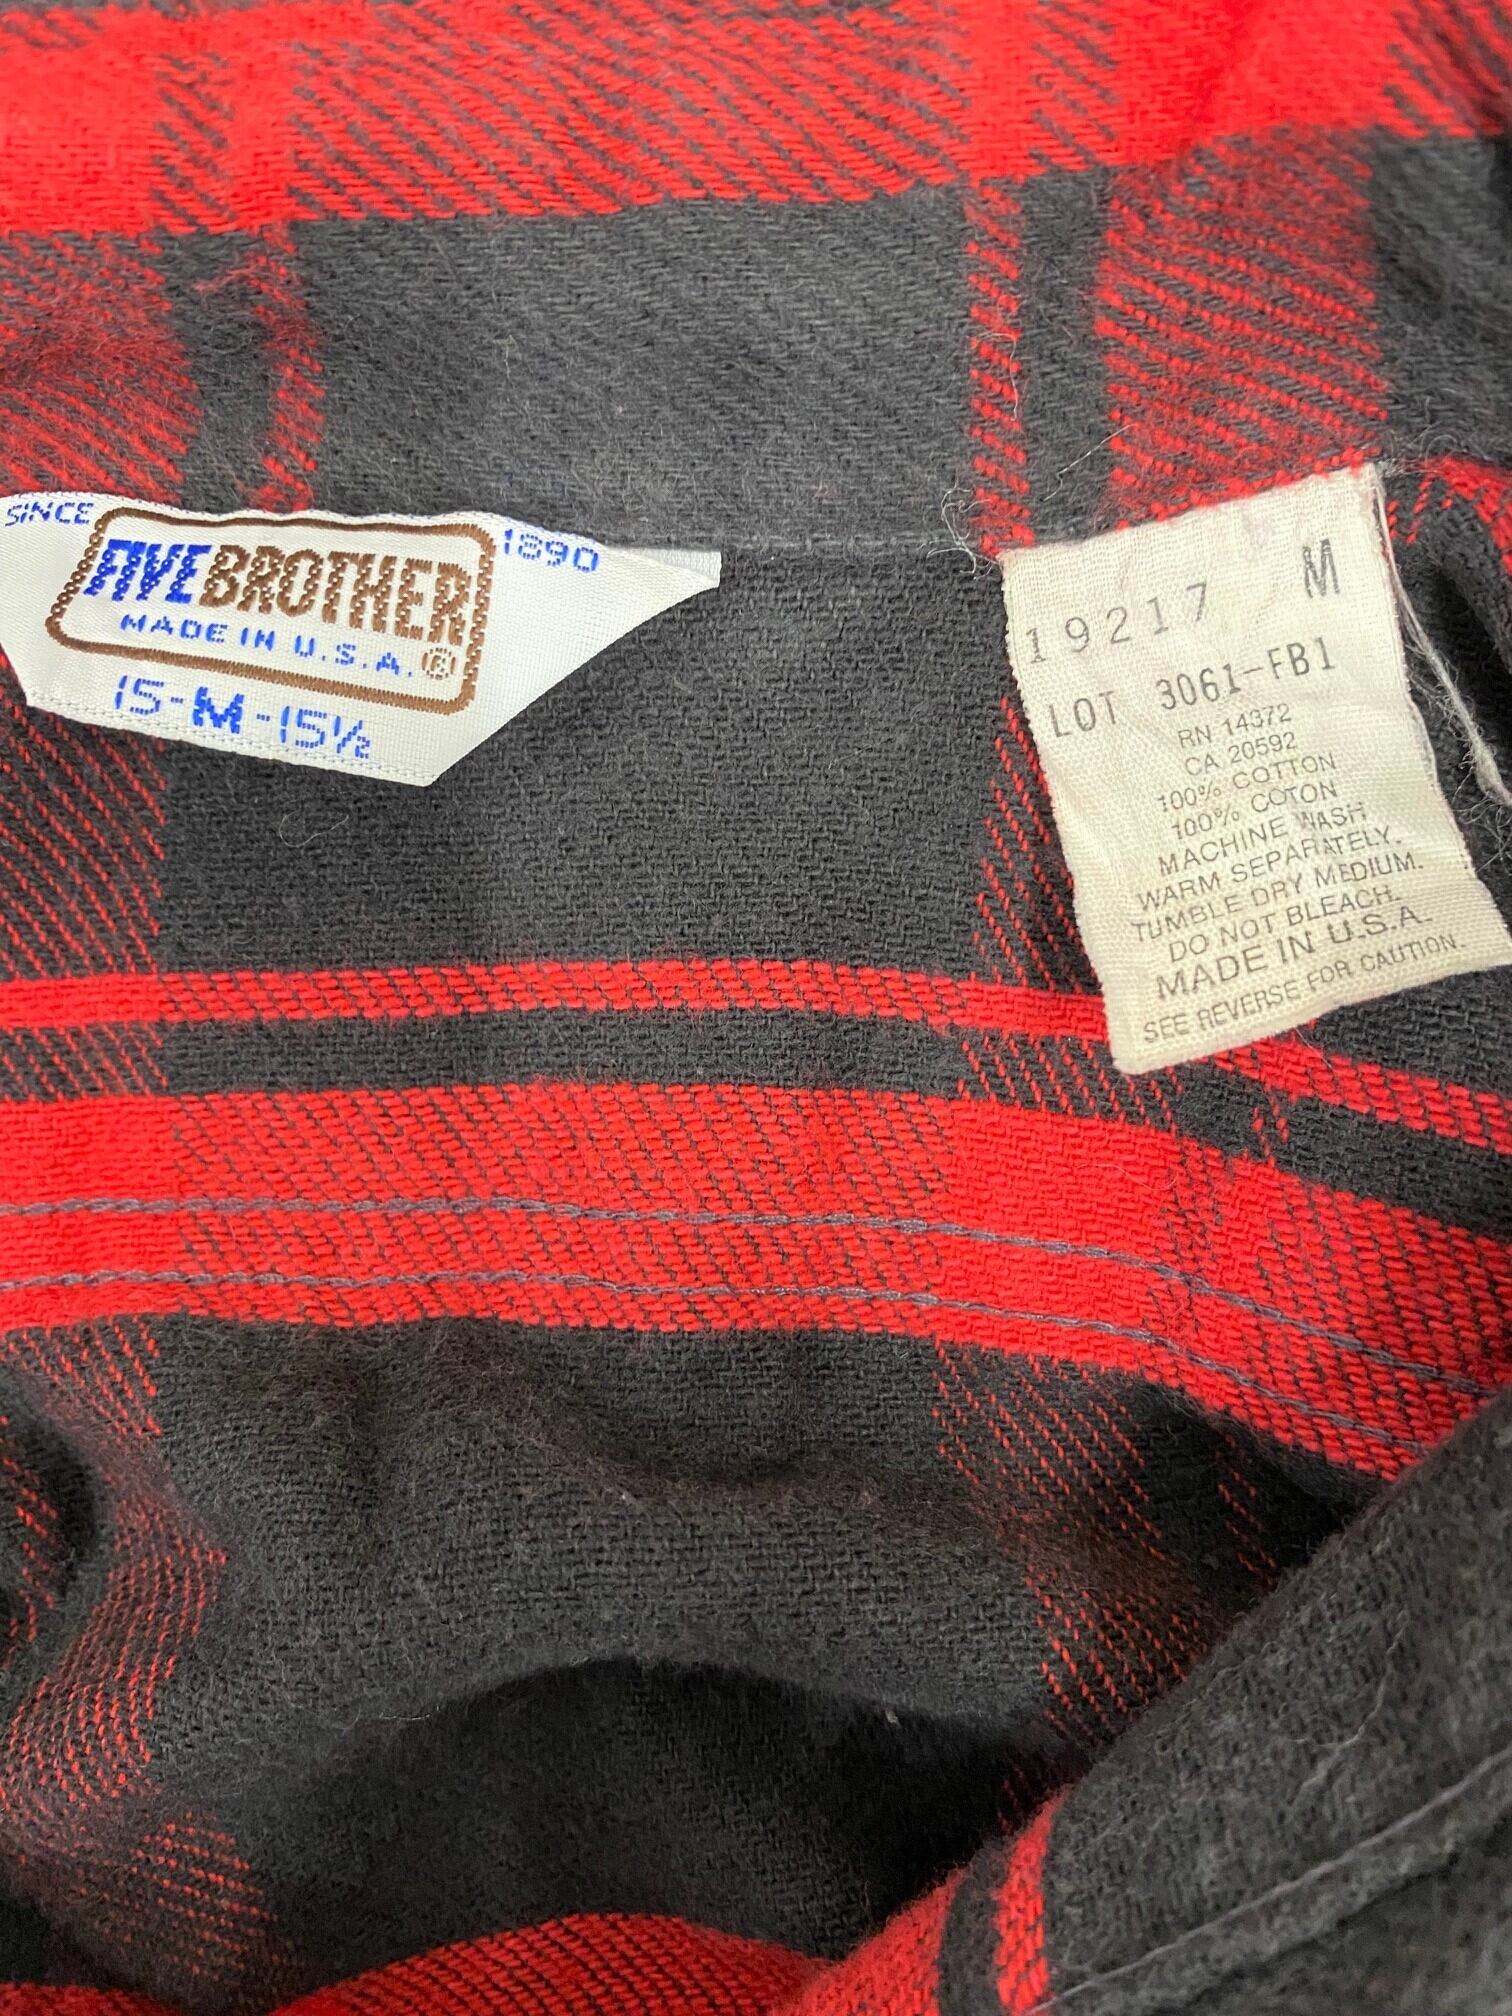 SINCE 1890
FIVE BROTHER
MADE IN U.S.A. ®
15-M-15½
19217 M
LOT 3061-FB1
RN 14372
CA 20592
100% COTTON
100% COTON
MACHINE WASH
WARM SEPARATELY.
TUMBLE DRY MEDIUM.
DO NOT BLEACH.
MADE IN U.S.A.
SEE REVERSE FOR CAUTION.